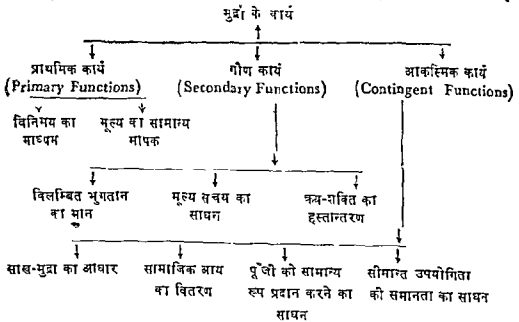 मुद्रा के कार्य
प्राथमिक कार्य गौण कार्य आकस्मिक कार्य
(Primary Functions) (Secondary Functions) (Contingent Functions)
विनिमय का मूल्य का सामान्य
माध्यम मापक
विलम्बित भुगतान मूल्य संचय का क्रय-शक्ति का
का मान साधन हस्तान्तरण
साख-मुद्रा का आधार सामाजिक आय पूँजी को सामान्य सीमान्त उपयोगिता
का वितरण रूप प्रदान करने का की समानता का साधन
साधन